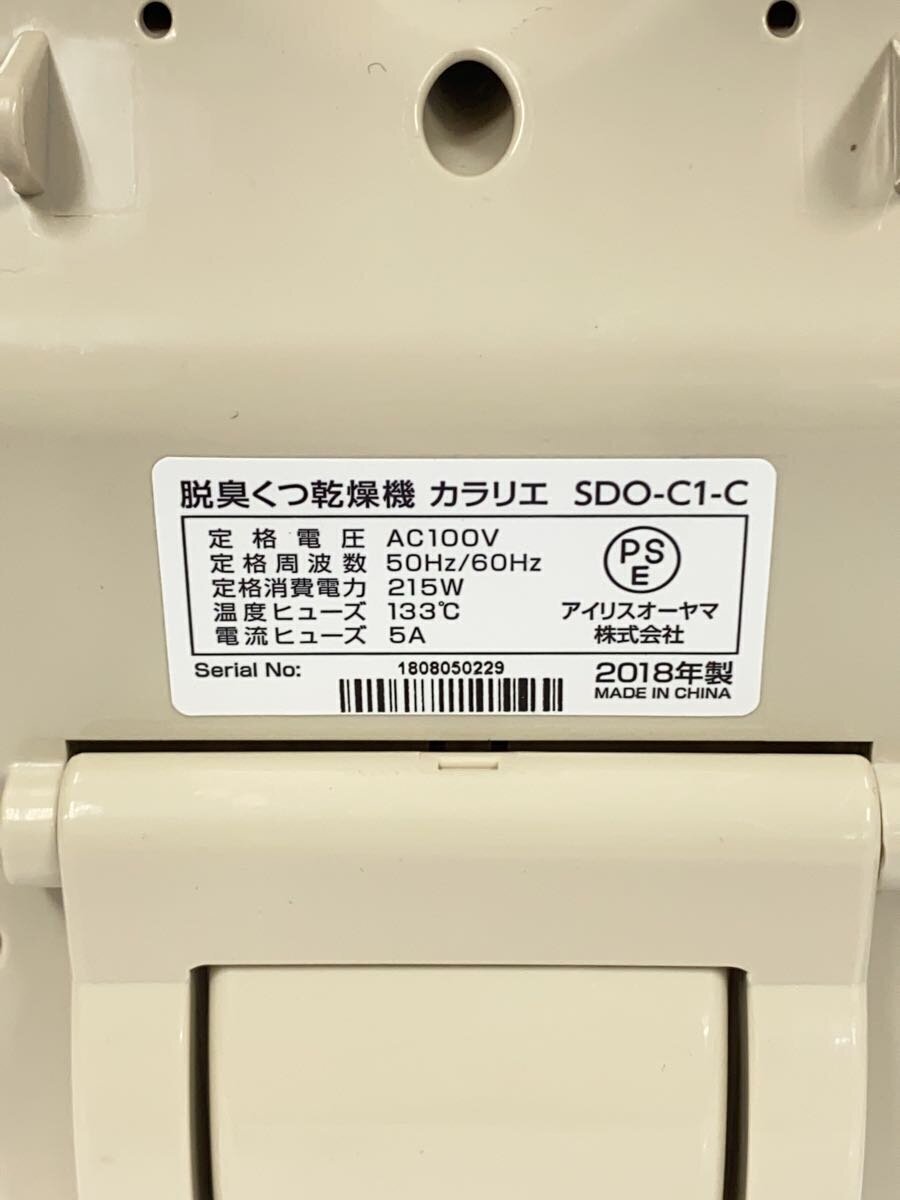 脱臭くつ乾燥機 カラリエ SDO-C1-C
定格電圧 AC100V
定格周波数 50Hz/60Hz
定格消費電力 215W
温度ヒューズ 133℃
電流ヒューズ 5A
PS
E
アイリスオーヤマ
株式会社
Serial No: 1808050229
2018年製
MADE IN CHINA